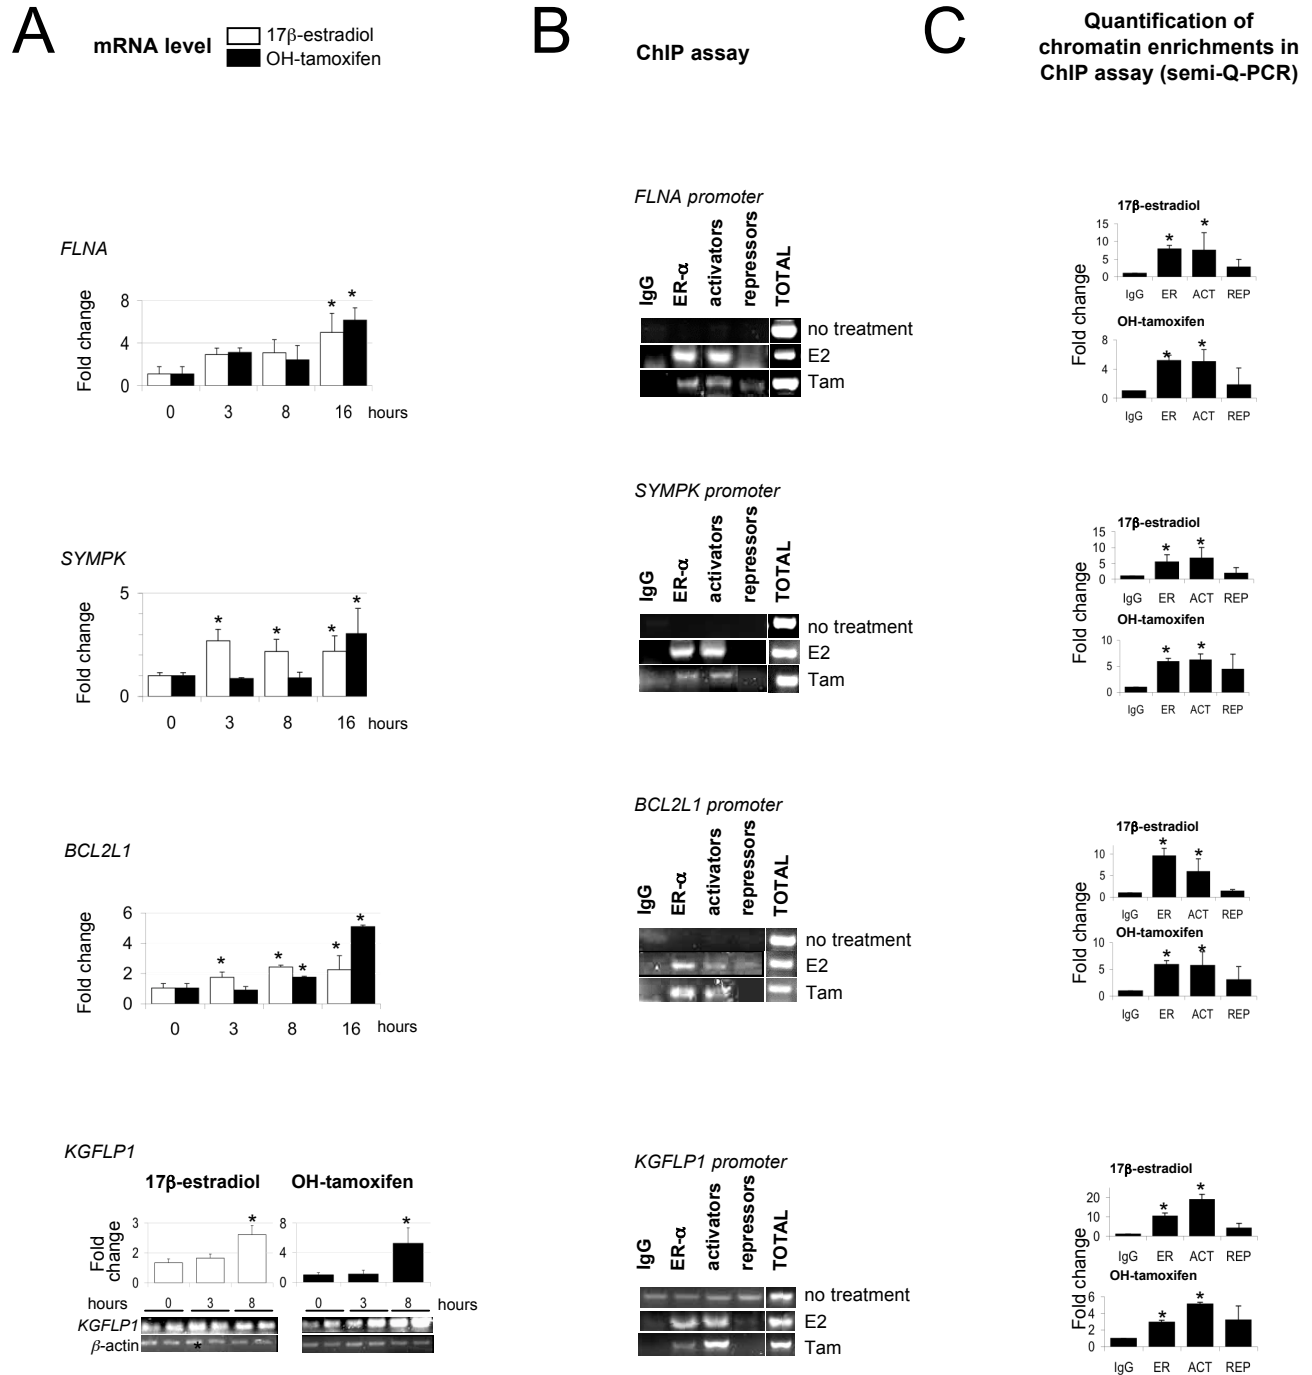 A
mRNA level
17β-estradiol
OH-tamoxifen
B
ChIP assay
C
Quantification of
chromatin enrichments in
ChIP assay (semi-Q-PCR)
FLNA
Fold change
8
4
0
* *
0 3 8 16 hours
FLNA promoter
IgG ER-α activators repressors TOTAL
no treatment
E2
Tam
Fold change
17β-estradiol
15
10
5
0
* *
IgG ER ACT REP
OH-tamoxifen
8
4
0
* *
IgG ER ACT REP
SYMPK
Fold change
5
0
* * * *
0 3 8 16 hours
SYMPK promoter
IgG ER-α activators repressors TOTAL
no treatment
E2
Tam
Fold change
17β-estradiol
15
10
5
0
* *
IgG ER ACT REP
OH-tamoxifen
10
5
0
* *
IgG ER ACT REP
BCL2L1
Fold change
6
4
2
0
* * * * *
0 3 8 16 hours
BCL2L1 promoter
IgG ER-α activators repressors TOTAL
no treatment
E2
Tam
Fold change
17β-estradiol
10
5
0
* *
IgG ER ACT REP
OH-tamoxifen
10
5
0
* *
IgG ER ACT REP
KGFLP1
17β-estradiol OH-tamoxifen
Fold
change
3
2
0
*
8
4
0
*
hours 0 3 8 0 3 8 hours
KGFLP1
β-actin
*
KGFLP1 promoter
IgG ER-α activators repressors TOTAL
no treatment
E2
Tam
Fold change
17β-estradiol
20
10
0
* *
IgG ER ACT REP
OH-tamoxifen
6
4
2
0
* *
IgG ER ACT REP